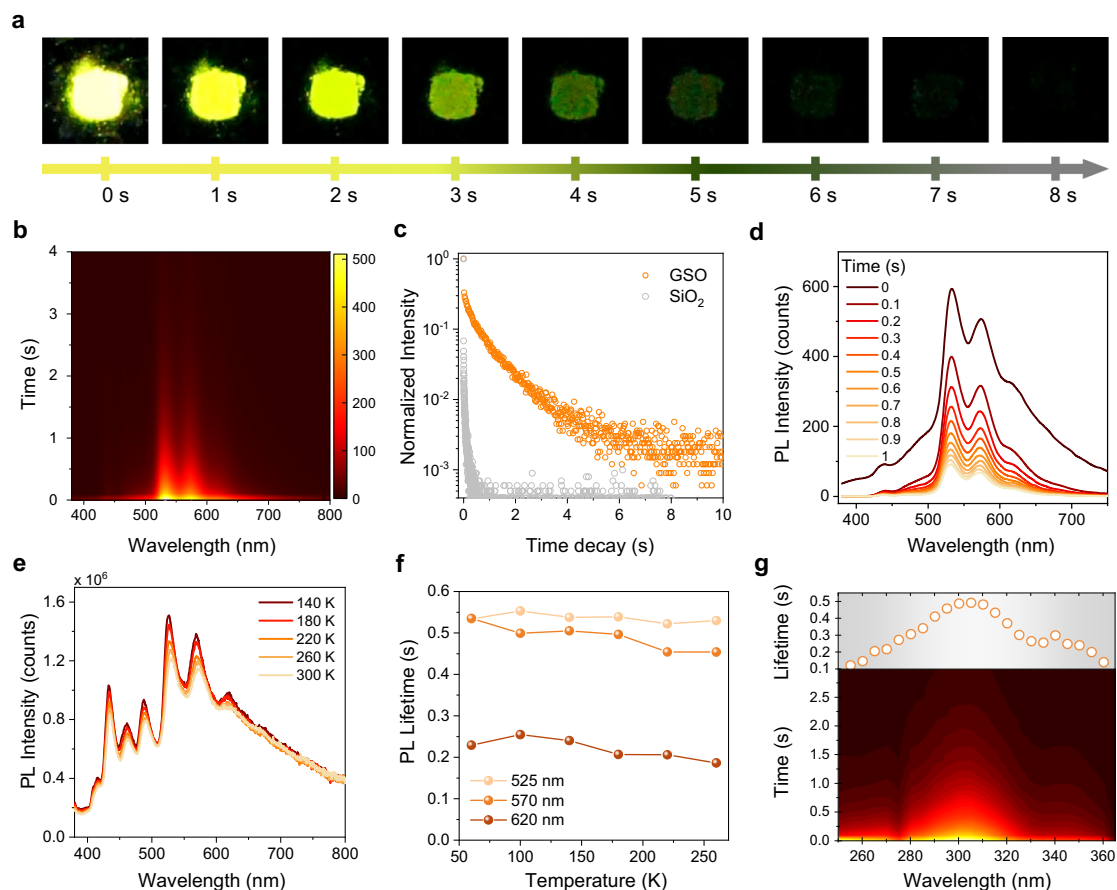 a
0 s 1 s 2 s 3 s 4 s 5 s 6 s 7 s 8 s
b
4
3
2
1
0
Time (s)
400 500 600 700 800
Wavelength (nm)
500
400
300
200
100
0
c
10⁰
10⁻¹
10⁻²
10⁻³
Normalized Intensity
GSO
SiO₂
0 2 4 6 8 10
Time decay (s)
d
600
400
200
0
PL Intensity (counts)
Time (s)
0
0.1
0.2
0.3
0.4
0.5
0.6
0.7
0.8
0.9
1
400 500 600 700
Wavelength (nm)
e
x 10⁶
1.6
1.2
0.8
0.4
0
PL Intensity (counts)
140 K
180 K
220 K
260 K
300 K
400 500 600 700 800
Wavelength (nm)
f
0.6
0.5
0.4
0.3
0.2
0.1
0.0
PL Lifetime (s)
525 nm
570 nm
620 nm
50 100 150 200 250
Temperature (K)
g
0.5
0.4
0.3
0.2
0.1
Lifetime (s)
2.5
2.0
1.5
1.0
0.5
0.0
Time (s)
260 280 300 320 340 360
Wavelength (nm)